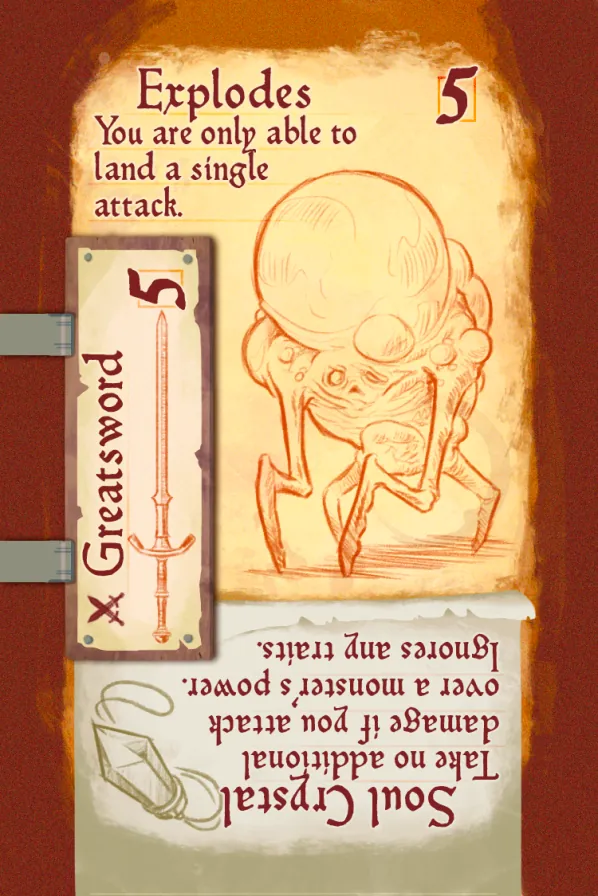 Explodes
5
You are only able to
land a single
attack.
5
Greatsword
Soul Crystal
Take no additional
damage if you attack
over a monster's power.
Ignores any traits.